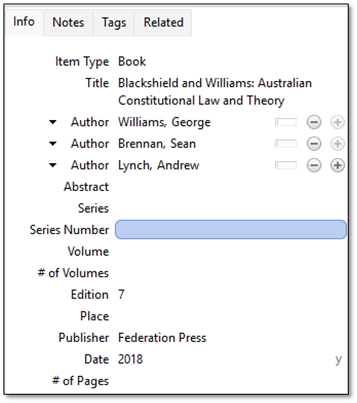 Info Notes Tags Related
Item Type Book
Title Blackshield and Williams: Australian
Constitutional Law and Theory
Author Williams, George
Author Brennan, Sean
Author Lynch, Andrew
Abstract
Series
Series Number
Volume
# of Volumes
Edition 7
Place
Publisher Federation Press
Date 2018 y
# of Pages